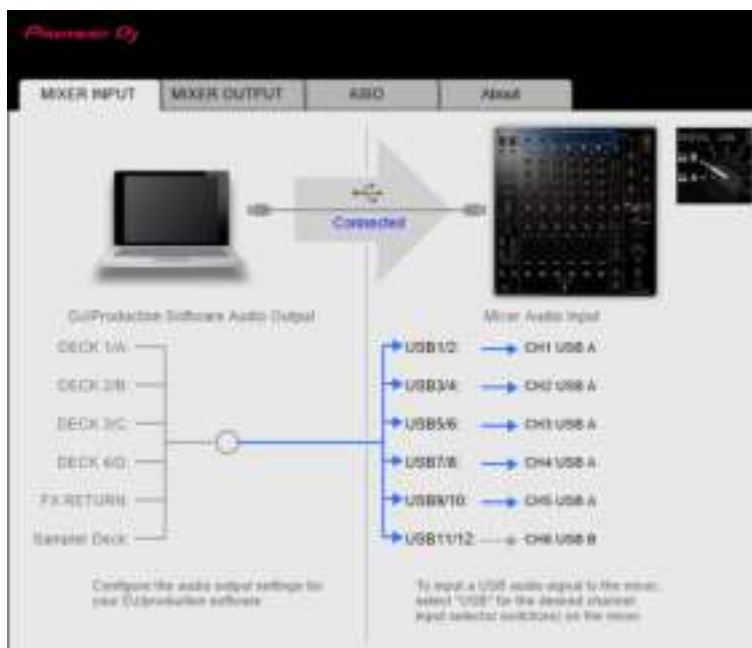 Pioneer Dj
MIXER INPUT
MIXER OUTPUT
ASIO
About
Connected
DJ/Production Software Audio Output
Mixer Audio Input
DECK 1/A:
DECK 2/B:
DECK 3/C:
DECK 4/D:
FX RETURN:
Sampler Deck:
USB1/2: CH1 USB A
USB3/4: CH2 USB A
USB5/6: CH3 USB A
USB7/8: CH4 USB A
USB9/10: CH5 USB A
USB11/12: CH6 USB B
Configure the audio output settings for
your DJ/production software
To input a USB audio signal to the mixer,
select "USB" for the desired channel
input selector switch(es) on the mixer.